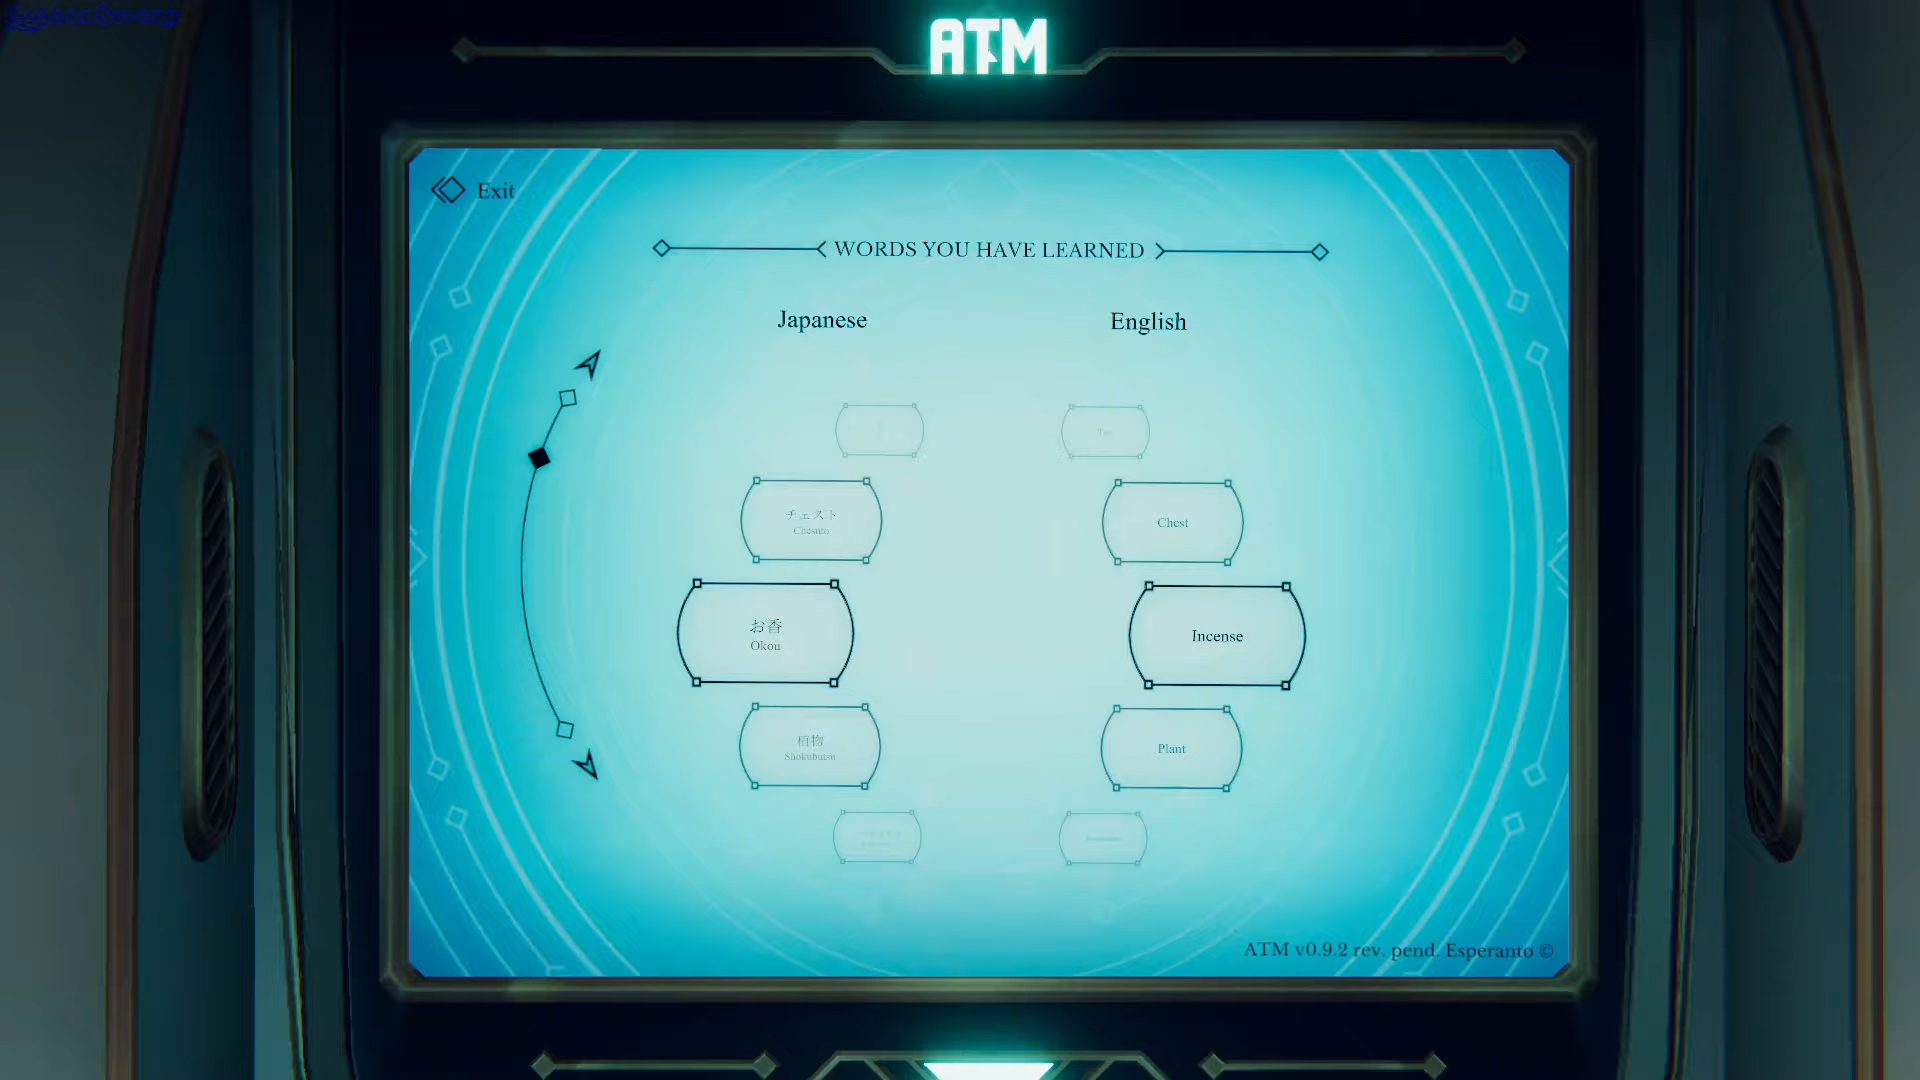 ATM
Exit
WORDS YOU HAVE LEARNED
Japanese
English
チェスト
Chesuto
Chest
お香
Okou
Incense
植物
Shokubutsu
Plant
ATM v0.9.2 rev. pend. Esperanto ©